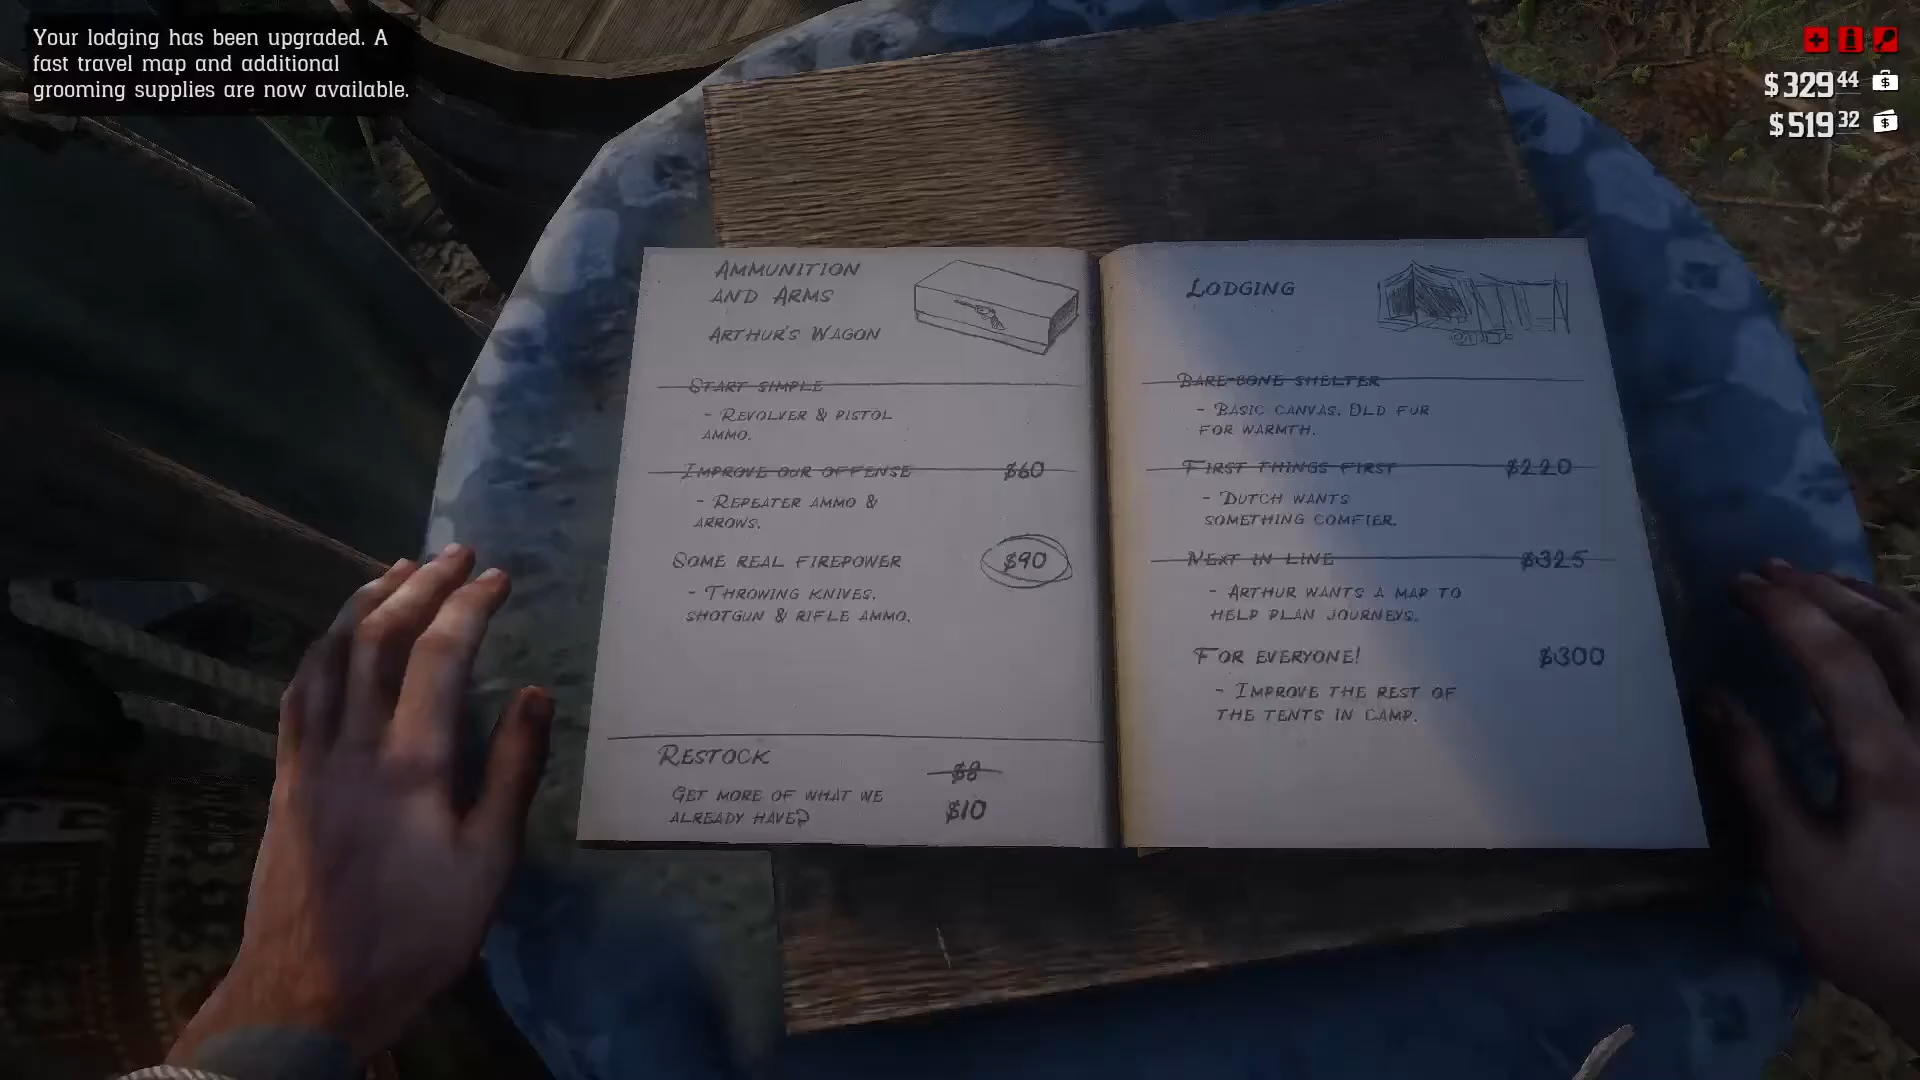 Your lodging has been upgraded. A
fast travel map and additional
grooming supplies are now available.
$329 44
$519 32
AMMUNITION
AND ARMS
ARTHUR'S WAGON
START SIMPLE
- REVOLVER & PISTOL
AMMO.
IMPROVE OUR OFFENSE $60
- REPEATER AMMO &
ARROWS.
SOME REAL FIREPOWER $90
- THROWING KNIVES,
SHOTGUN & RIFLE AMMO.
RESTOCK
$8
GET MORE OF WHAT WE
ALREADY HAVE?
$10
LODGING
BARE-BONE SHELTER
- BASIC CANVAS. OLD FUR
FOR WARMTH.
FIRST THINGS FIRST $220
- DUTCH WANTS
SOMETHING COMFIER.
NEXT IN LINE $325
- ARTHUR WANTS A MAP TO
HELP PLAN JOURNEYS.
FOR EVERYONE! $300
- IMPROVE THE REST OF
THE TENTS IN CAMP.